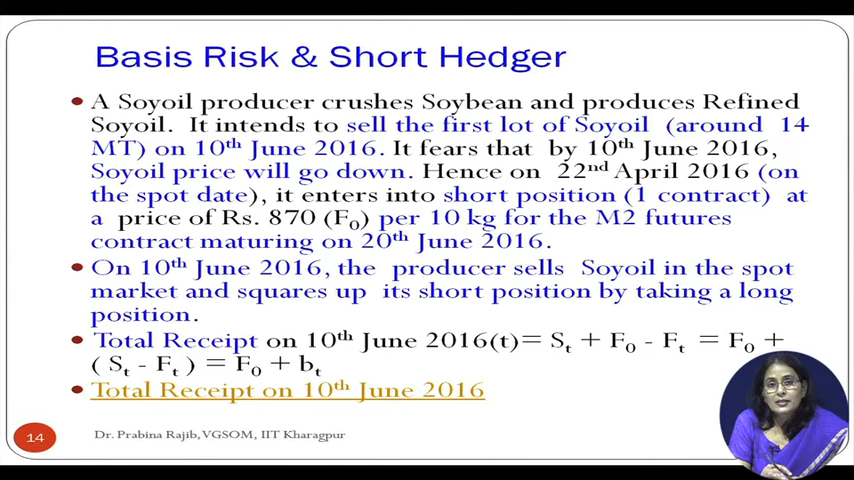 Basis Risk & Short Hedger
• A Soyoil producer crushes Soybean and produces Refined
Soyoil. It intends to sell the first lot of Soyoil (around 14
MT) on 10th June 2016. It fears that by 10th June 2016,
Soyoil price will go down. Hence on 22nd April 2016 (on
the spot date), it enters into short position (1 contract) at
a price of Rs. 870 (F0) per 10 kg for the M2 futures
contract maturing on 20th June 2016.
• On 10th June 2016, the producer sells Soyoil in the spot
market and squares up its short position by taking a long
position.
• Total Receipt on 10th June 2016(t)= St + F0 - Ft = F0 +
( St - Ft ) = F0 + bt
• Total Receipt on 10th June 2016
14
Dr. Prabina Rajib, VGSOM, IIT Kharagpur